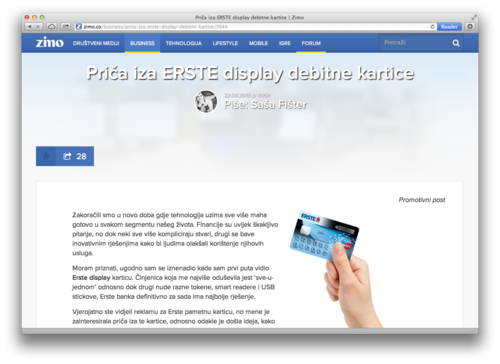 Priča iza ERSTE display debitne kartice | Zimo
zimo.co/business/prica-iza-erste-display-debitne-kartice/7044
Reader
zimo
DRUŠTVENI MEDIJI
BUSINESS
TEHNOLOGIJA
LIFESTYLE
MOBILE
IGRE
FORUM
Pretraži
Priča iza ERSTE display debitne kartice
Piše: Saša Fišter
28
Promotivni post
Zakoračili smo u novo doba gdje tehnologija uzima sve više maha
gotovo u svakom segmentu našeg života. Financije su uvijek škakljivo
pitanje, no dok neki sve više kompliciraju stvari, drugi se bave
inovativnim rješenjima kako bi ljudima olakšali korištenje njihovih
usluga.
Moram priznati, ugodno sam se iznenadio kada sam prvi puta vidio
Erste display karticu. Činjenica koja me najviše oduševila jest 'sve-u-
jednom' odnosno dok drugi nude razne tokene, smart readere i USB
stickove, Erste banka definitivno za sada ima najbolje rješenje.
Vjerojatno ste vidjeli reklamu za Erste pametnu karticu, no mene je
zainteresirala priča iza te kartice, odnosno odakle je došla ideja, kako
ERSTE